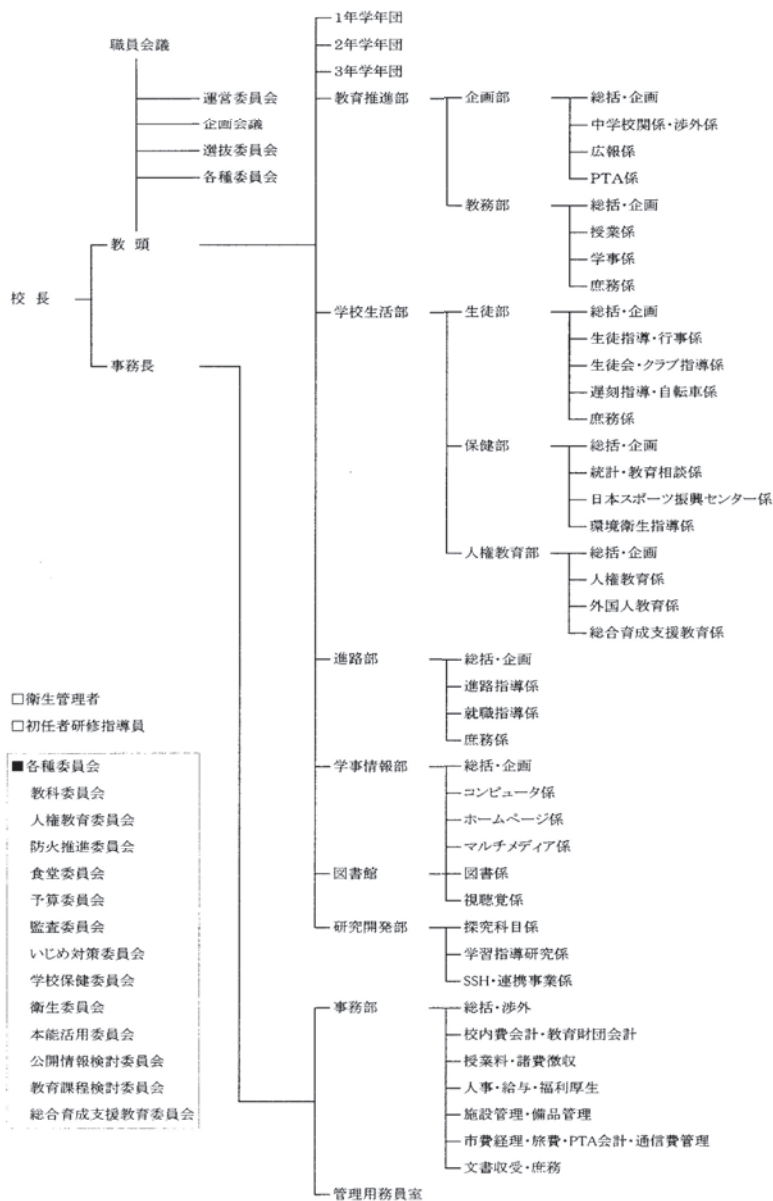 職員会議
運営委員会
企画会議
選抜委員会
各種委員会
校 長
教 頭
事務長
1年学年団
2年学年団
3年学年団
教育推進部
企画部
総括・企画
中学校関係・渉外係
広報係
PTA係
教務部
総括・企画
授業係
学事係
庶務係
学校生活部
生徒部
総括・企画
生徒指導・行事係
生徒会・クラブ指導係
遅刻指導・自転車係
庶務係
保健部
総括・企画
統計・教育相談係
日本スポーツ振興センター係
環境衛生指導係
人権教育部
総括・企画
人権教育係
外国人教育係
総合育成支援教育係
進路部
総括・企画
進路指導係
就職指導係
庶務係
学事情報部
総括・企画
コンピュータ係
ホームページ係
マルチメディア係
図書館
図書係
視聴覚係
研究開発部
探究科目係
学習指導研究係
SSH・連携事業係
事務部
総括・渉外
校内費会計・教育財団会計
授業料・諸費徴収
人事・給与・福利厚生
施設管理・備品管理
市費経理・旅費・PTA会計・通信費管理
文書収受・庶務
管理用務員室
□衛生管理者
□初任者研修指導員
■各種委員会
教科委員会
人権教育委員会
防火推進委員会
食堂委員会
予算委員会
監査委員会
いじめ対策委員会
学校保健委員会
衛生委員会
本能活用委員会
公開情報検討委員会
教育課程検討委員会
総合育成支援教育委員会